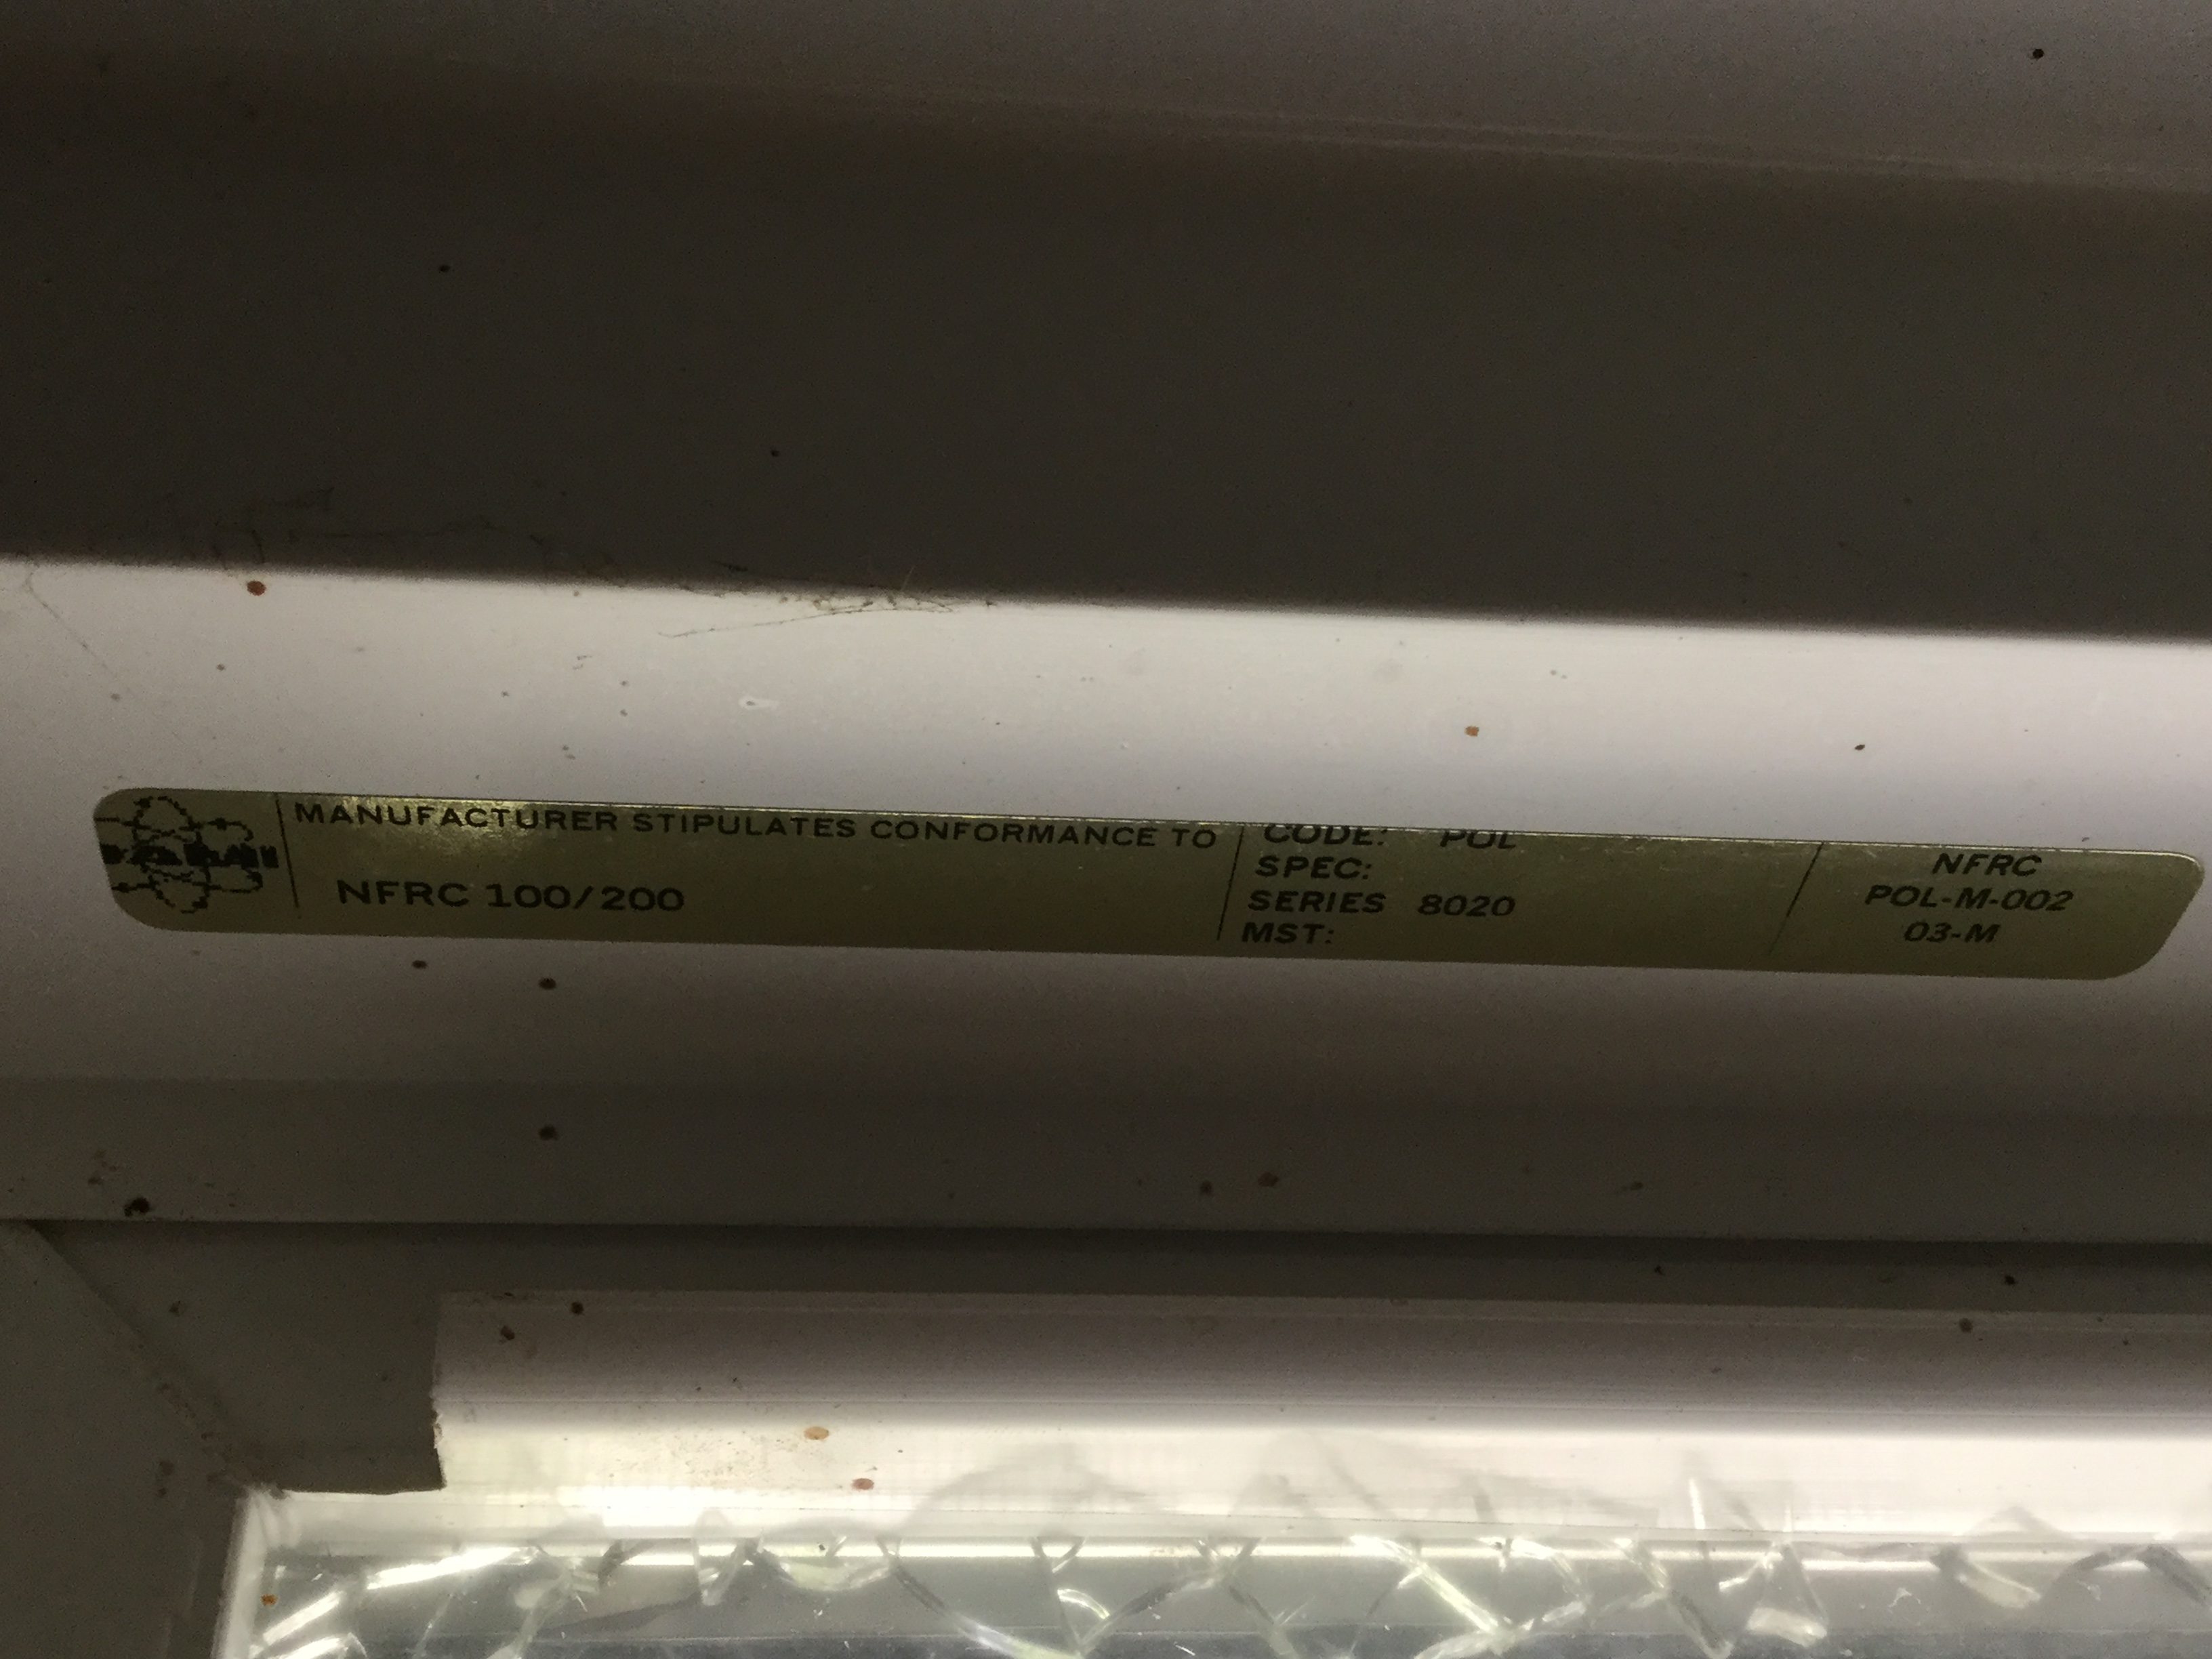 MANUFACTURER STIPULATES CONFORMANCE TO
NFRC 100/200
CODE: POL
SPEC:
SERIES 8020
MST:
NFRC
POL-M-002
03-M